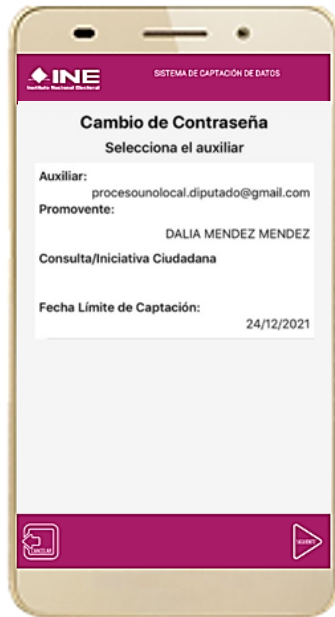 INE
Instituto Nacional Electoral
SISTEMA DE CAPTACIÓN DE DATOS
Cambio de Contraseña
Selecciona el auxiliar
Auxiliar:
procesounolocal.diputado@gmail.com
Promovente:
DALIA MENDEZ MENDEZ
Consulta/Iniciativa Ciudadana
Fecha Límite de Captación:
24/12/2021
CANCELAR
SIGUIENTE